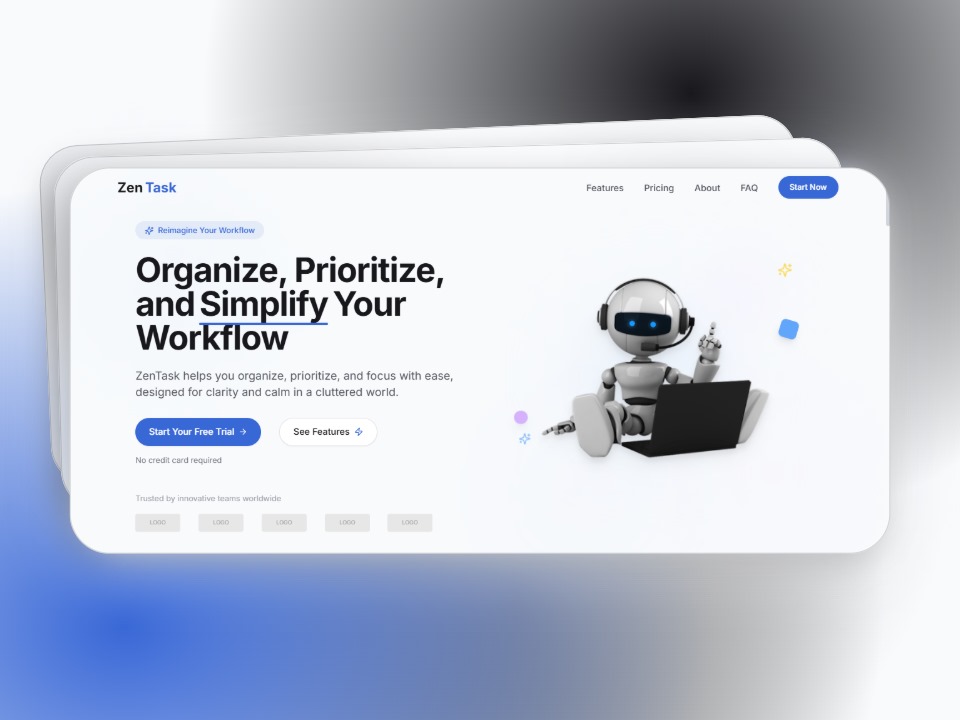 Zen Task
Features Pricing About FAQ Start Now
Reimagine Your Workflow
Organize, Prioritize,
and Simplify Your
Workflow
ZenTask helps you organize, prioritize, and focus with ease,
designed for clarity and calm in a cluttered world.
Start Your Free Trial → See Features
No credit card required
Trusted by innovative teams worldwide
LOGO LOGO LOGO LOGO LOGO